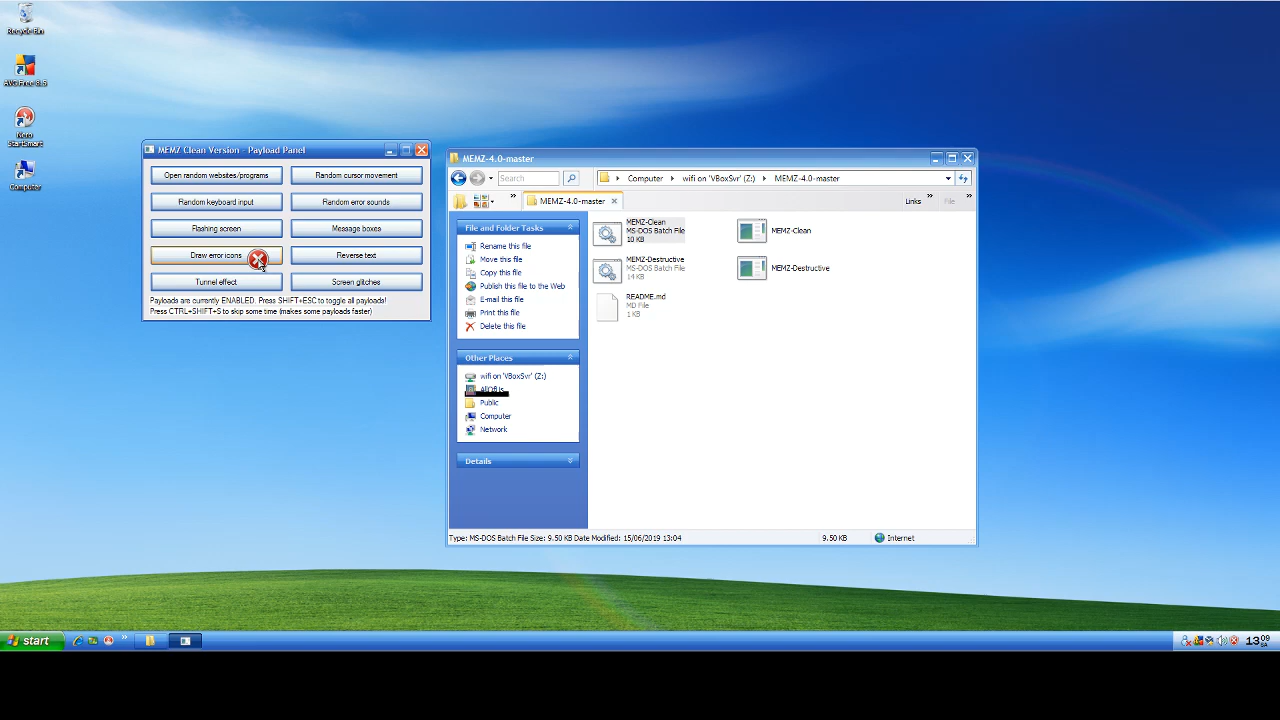 Recycle Bin
AVG Free 8.5
Nero
StartSmart
Computer
MEMZ Clean Version - Payload Panel
Open random websites/programs
Random cursor movement
Random keyboard input
Random error sounds
Flashing screen
Message boxes
Draw error icons
Reverse text
Tunnel effect
Screen glitches
Payloads are currently ENABLED. Press SHIFT+ESC to toggle all payloads!
Press CTRL+SHIFT+S to skip some time (makes some payloads faster)
MEMZ-4.0-master
Search
Computer
wifi on 'VBoxSvr' (Z:)
MEMZ-4.0-master
MEMZ-4.0-master
Links
File
File and Folder Tasks
Rename this file
Move this file
Copy this file
Publish this file to the Web
E-mail this file
Print this file
Delete this file
Other Places
wifi on 'VBoxSvr' (Z:)
Public
Computer
Network
Details
MEMZ-Clean
MS-DOS Batch File
10 KB
MEMZ-Clean
MEMZ-Destructive
MS-DOS Batch File
14 KB
MEMZ-Destructive
README.md
MD File
1 KB
Type: MS-DOS Batch File Size: 9.50 KB Date Modified: 15/06/2019 13:04
9.50 KB
Internet
start
13 09